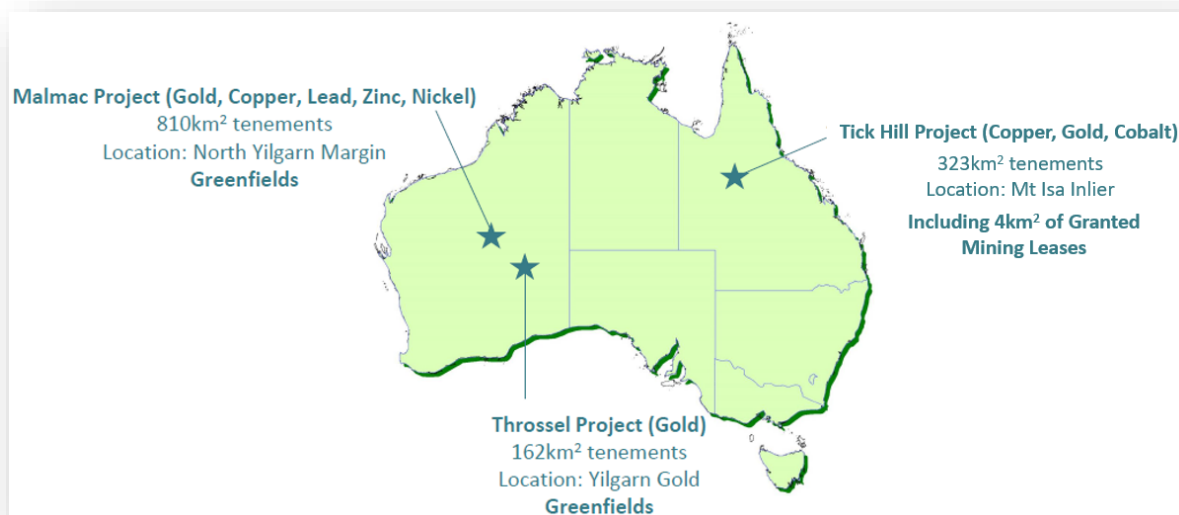 Malmac Project (Gold, Copper, Lead, Zinc, Nickel)
810km² tenements
Location: North Yilgarn Margin
Greenfields
Tick Hill Project (Copper, Gold, Cobalt)
323km² tenements
Location: Mt Isa Inlier
Including 4km² of Granted
Mining Leases
Throssel Project (Gold)
162km² tenements
Location: Yilgarn Gold
Greenfields